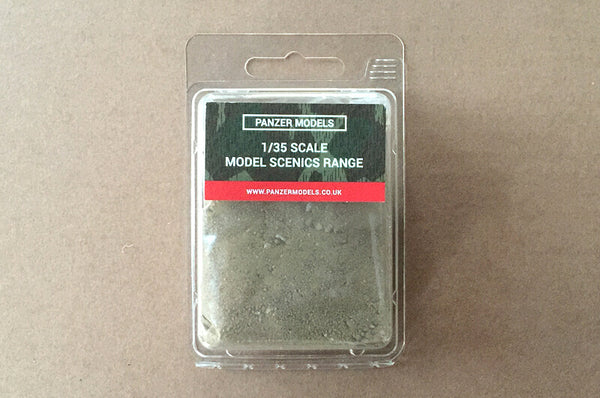 PANZER MODELS
1/35 SCALE
MODEL SCENICS RANGE
WWW.PANZERMODELS.CO.UK